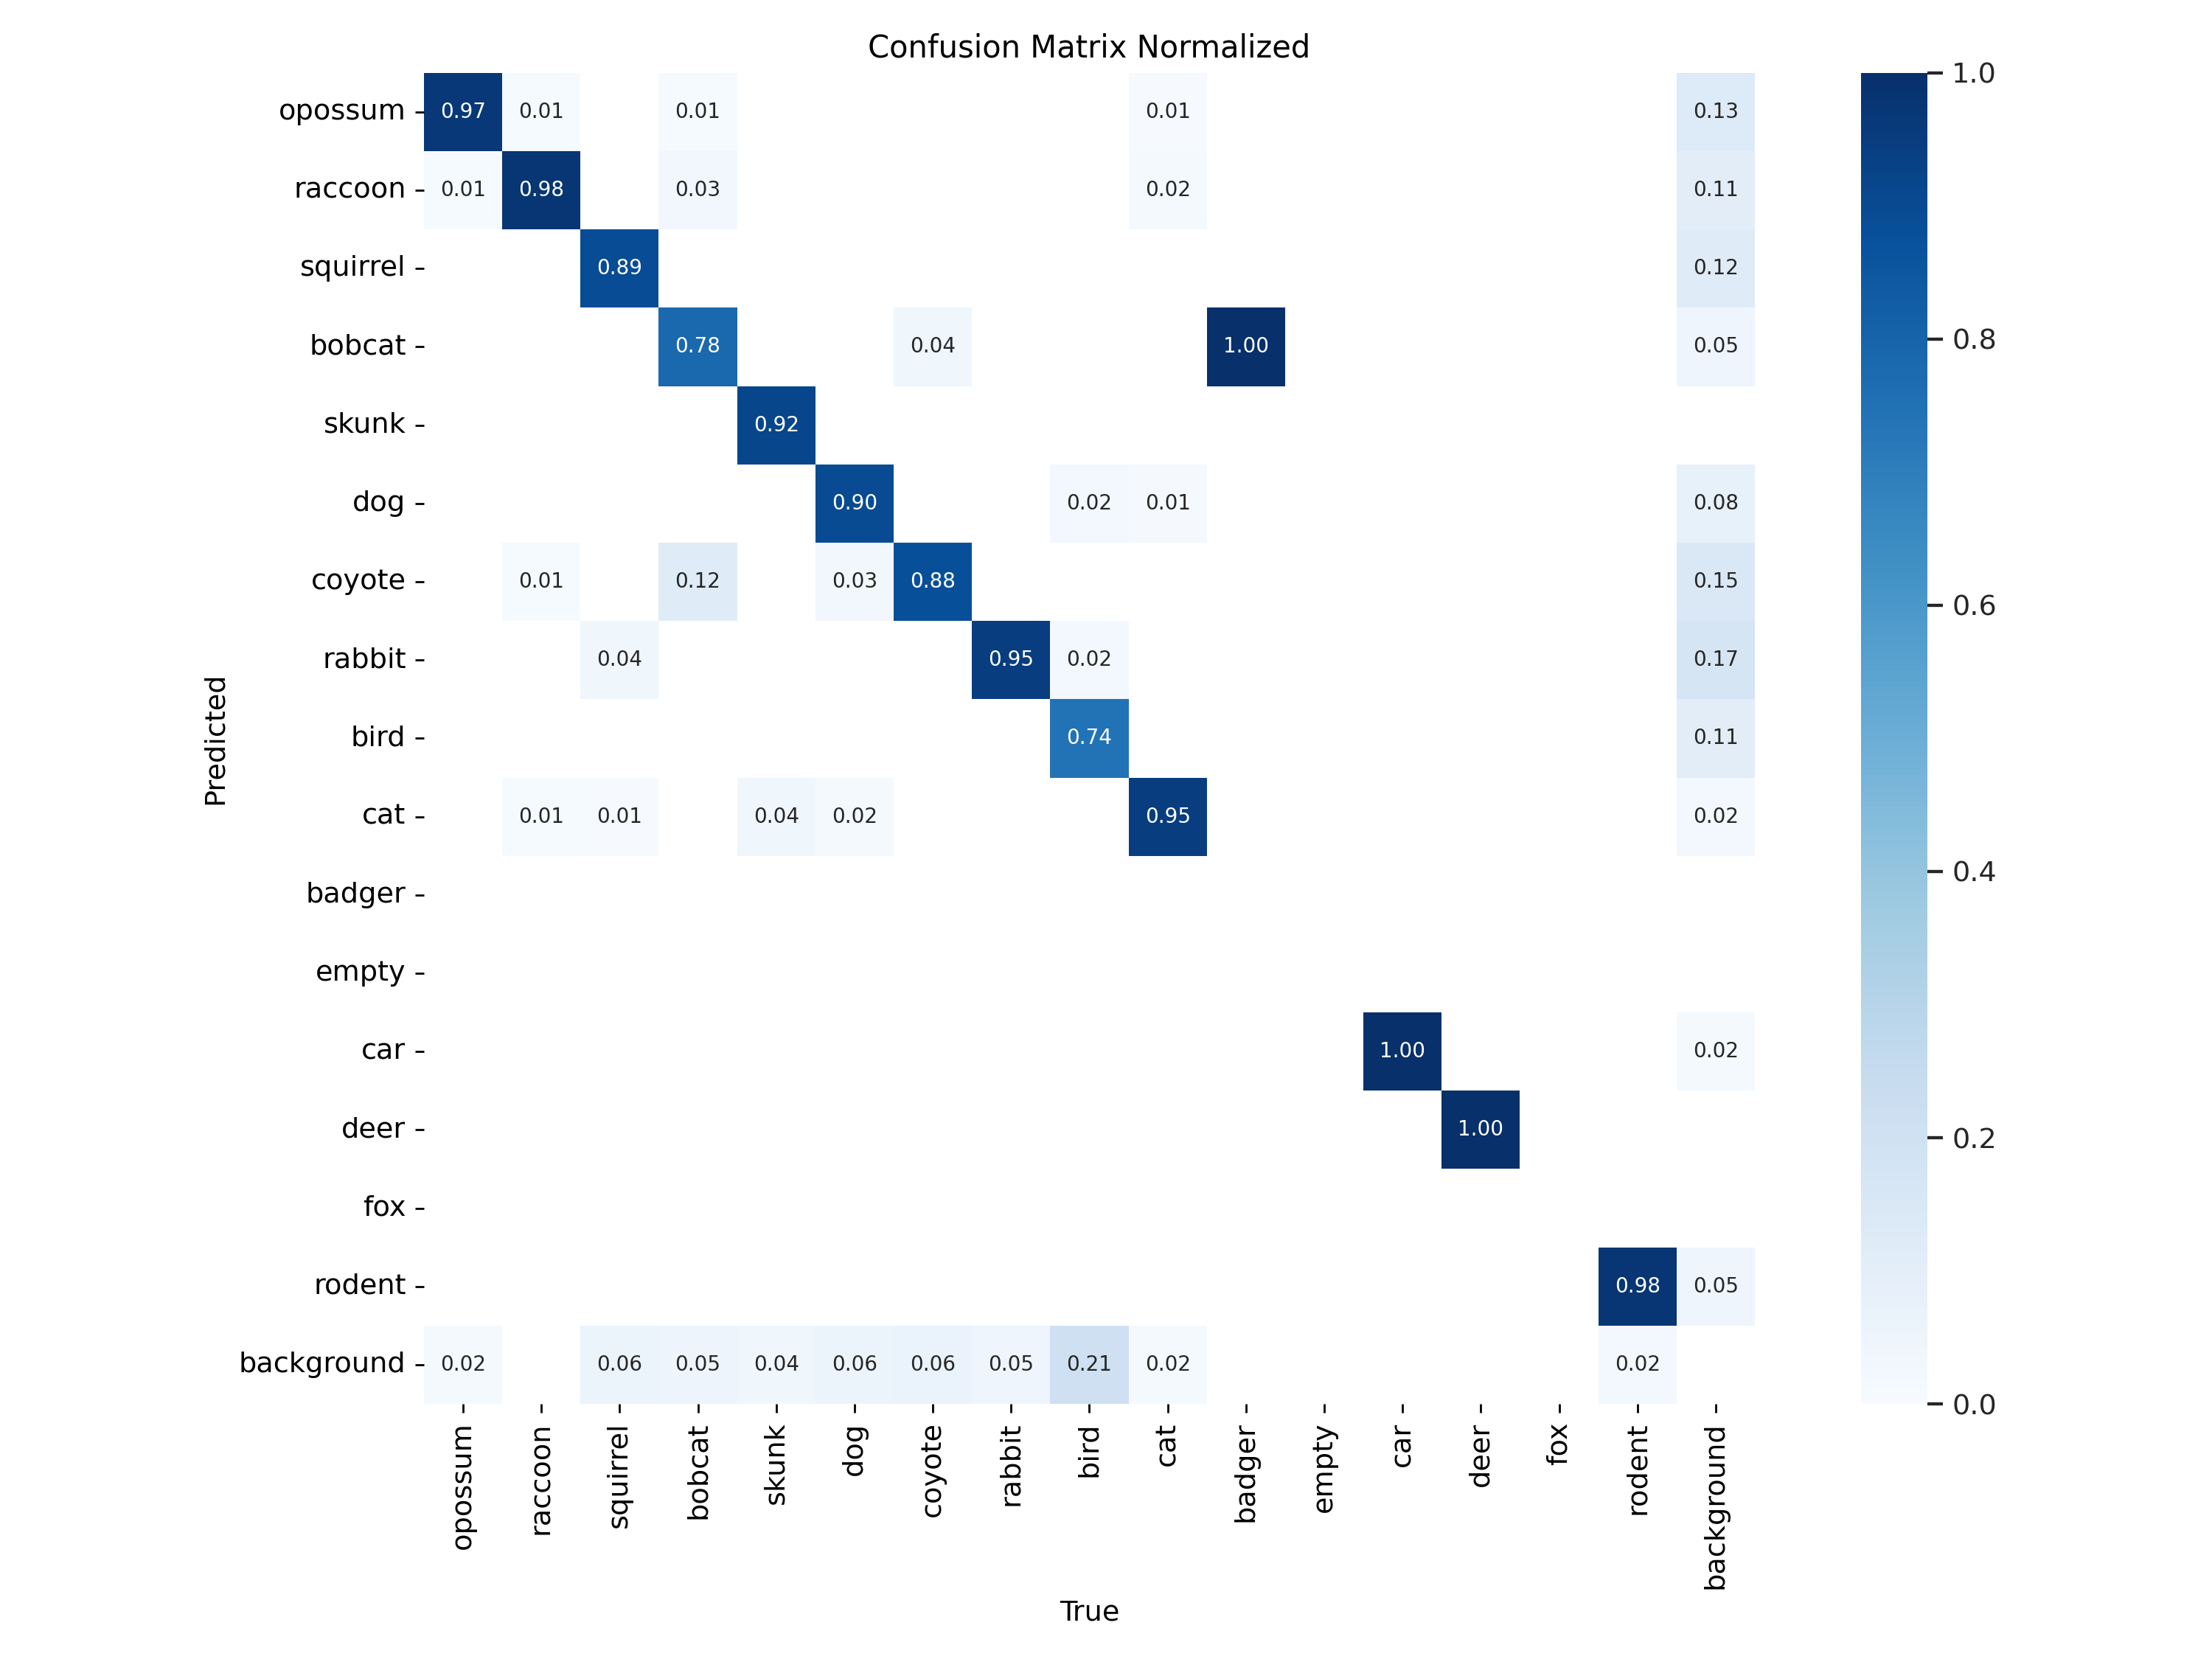 Confusion Matrix Normalized
opossum 0.97 0.01 0.01 0.01 0.13
raccoon 0.01 0.98 0.03 0.02 0.11
squirrel 0.89 0.12
bobcat 0.78 0.04 1.00 0.05
skunk 0.92
dog 0.90 0.02 0.01 0.08
coyote 0.01 0.12 0.03 0.88 0.15
rabbit 0.04 0.95 0.02 0.17
bird 0.74 0.11
cat 0.01 0.01 0.04 0.02 0.95 0.02
badger
empty
car 1.00 0.02
deer 1.00
fox
rodent 0.98 0.05
background 0.02 0.06 0.05 0.04 0.06 0.06 0.05 0.21 0.02 0.02
Predicted
opossum raccoon squirrel bobcat skunk dog coyote rabbit bird cat badger empty car deer fox rodent background
True
1.0
0.8
0.6
0.4
0.2
0.0